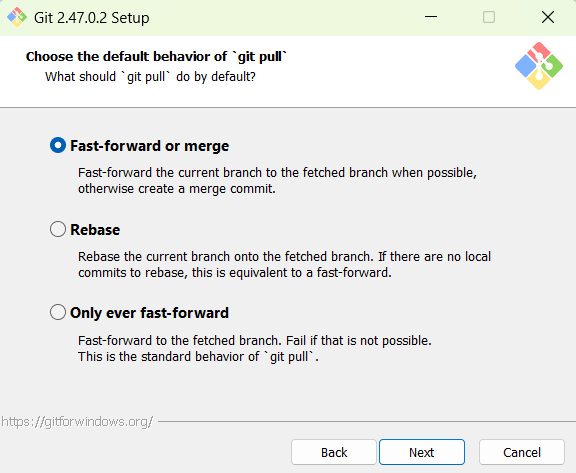 Git 2.47.0.2 Setup
Choose the default behavior of `git pull`
What should `git pull` do by default?
Fast-forward or merge
Fast-forward the current branch to the fetched branch when possible,
otherwise create a merge commit.
Rebase
Rebase the current branch onto the fetched branch. If there are no local
commits to rebase, this is equivalent to a fast-forward.
Only ever fast-forward
Fast-forward to the fetched branch. Fail if that is not possible.
This is the standard behavior of `git pull`.
https://gitforwindows.org/
Back Next Cancel